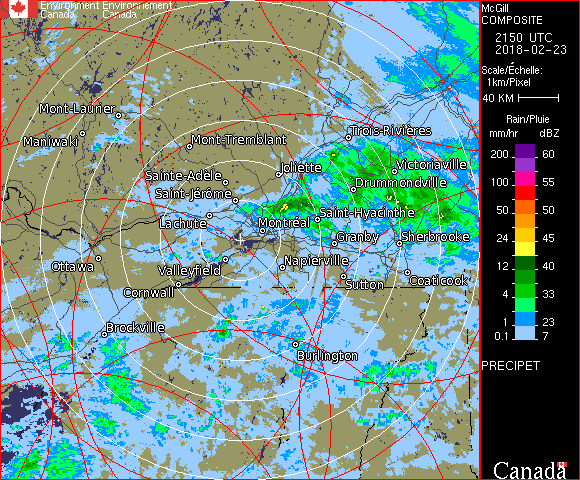 Environment Environnement
Canada Canada
McGill
COMPOSITE
2150 UTC
2018-02-23
Scale/Échelle:
1km/Pixel
40 KM
Rain/Pluie
mm/hr dBZ
200 60
100 55
50 50
24 45
12 40
4 33
1 23
0.1 7
PRECIPET
Canada
Mont-Laurier
Maniwaki
Mont-Tremblant
Trois-Rivières
Joliette
Victoriaville
Sainte-Adèle
Drummondville
Saint-Jérôme
Lachute
Saint-Hyacinthe
Montréal
Granby
Sherbrooke
Ottawa
Valleyfield
Napierville
Sutton
Coaticook
Cornwall
Brockville
Burlington